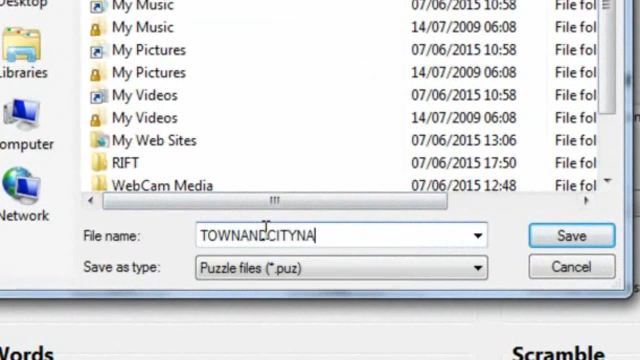 Desktop
My Music 07/06/2015 10:58 File fol
My Music 14/07/2009 06:08 File fol
My Pictures 07/06/2015 10:58 File fol
My Pictures 14/07/2009 06:08 File fol
My Videos 07/06/2015 10:58 File fol
My Videos 14/07/2009 06:08 File fol
My Web Sites 07/06/2015 13:06 File fol
RIFT 07/06/2015 17:50 File fol
WebCam Media 07/06/2015 12:48 File fol
Libraries
omputer
Network
File name: TOWNANDCITYNA Save
Save as type: Puzzle files (*.puz) Cancel
Words Scramble